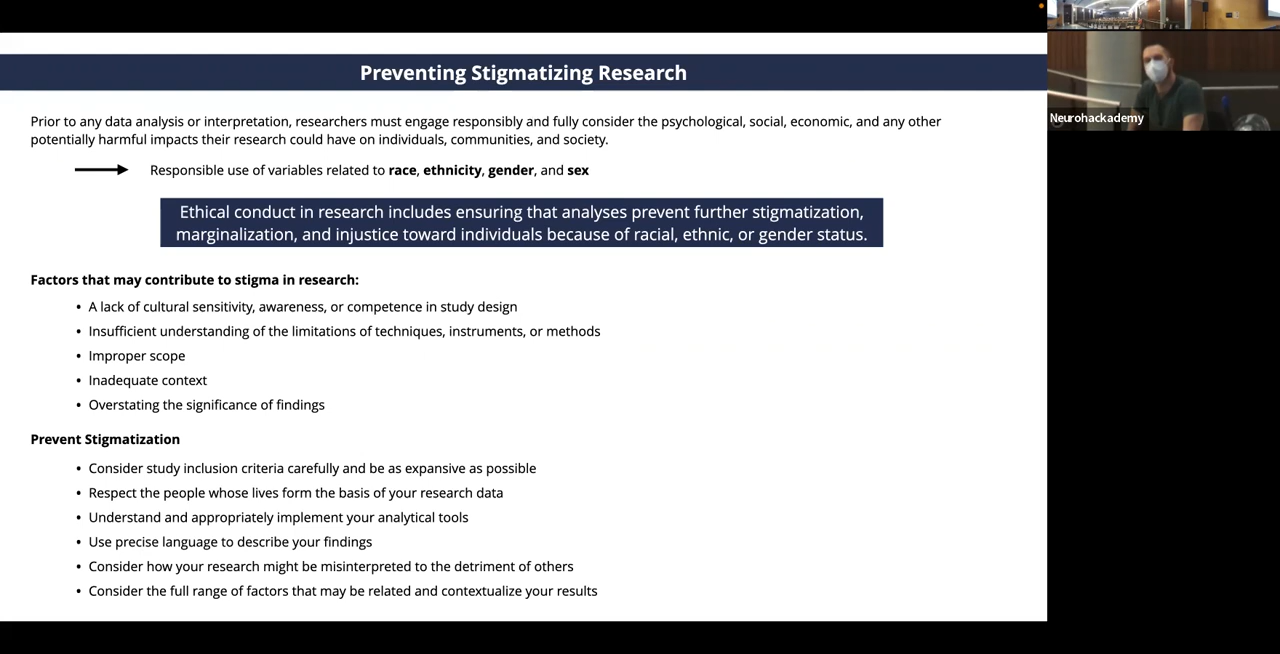 Preventing Stigmatizing Research
Prior to any data analysis or interpretation, researchers must engage responsibly and fully consider the psychological, social, economic, and any other
potentially harmful impacts their research could have on individuals, communities, and society.
Responsible use of variables related to race, ethnicity, gender, and sex
Ethical conduct in research includes ensuring that analyses prevent further stigmatization,
marginalization, and injustice toward individuals because of racial, ethnic, or gender status.
Factors that may contribute to stigma in research:
• A lack of cultural sensitivity, awareness, or competence in study design
• Insufficient understanding of the limitations of techniques, instruments, or methods
• Improper scope
• Inadequate context
• Overstating the significance of findings
Prevent Stigmatization
• Consider study inclusion criteria carefully and be as expansive as possible
• Respect the people whose lives form the basis of your research data
• Understand and appropriately implement your analytical tools
• Use precise language to describe your findings
• Consider how your research might be misinterpreted to the detriment of others
• Consider the full range of factors that may be related and contextualize your results
Neurohackademy